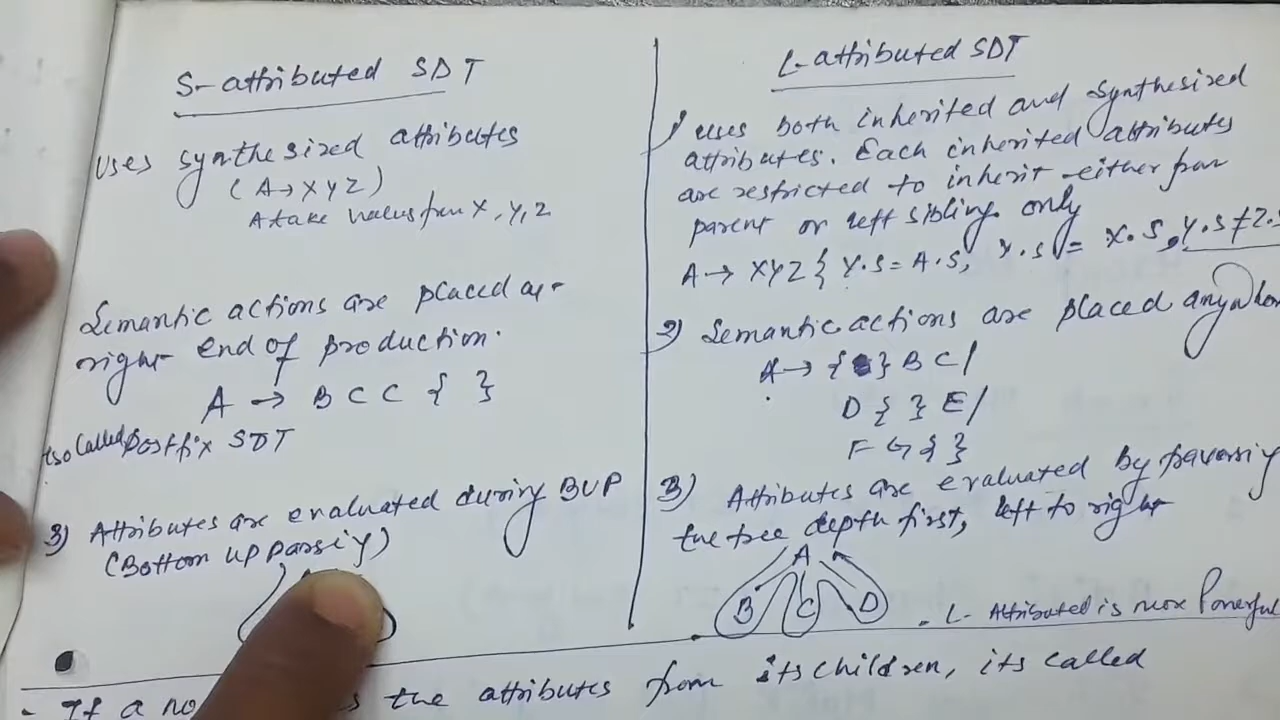 S-attributed SDT
Uses synthesized attributes
(A→XYZ)
A take values from X, Y, Z
Semantic actions are placed at
right end of production.
A → B C C { }
also called postfix SDT
3) Attributes are evaluated during BUP
(Bottom up parsing)
L-attributed SDT
1) uses both inherited and synthesized
attributes. Each inherited attributes
are restricted to inherit either from
parent or left sibling only
A→ XYZ { Y.S = A.S, Y.S = X.S, Y.S ≠ Z.S
2) Semantic actions are placed anywhere
A→ { } B C /
D { } E /
F G { }
3) Attributes are evaluated by traversing
the tree depth first, left to right
A
B C D
. L- Attributed is more Powerful
- If a no the attributes from its children, its called